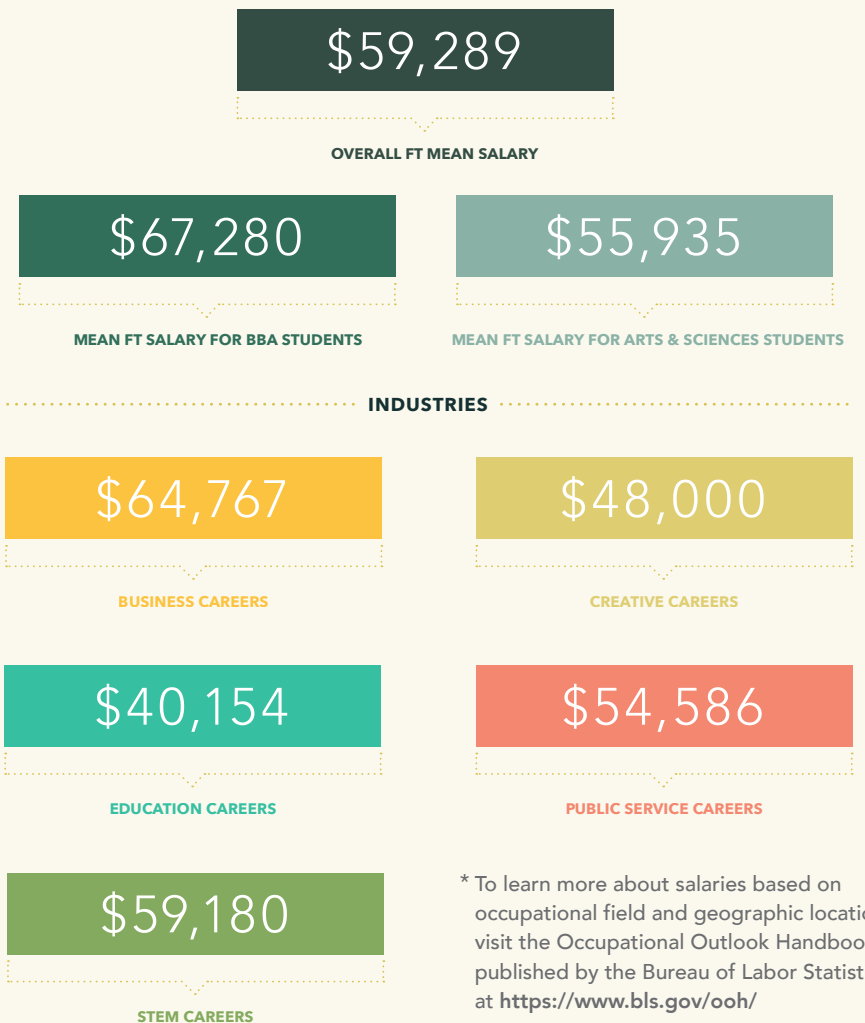 $59,289
OVERALL FT MEAN SALARY
$67,280
MEAN FT SALARY FOR BBA STUDENTS
$55,935
MEAN FT SALARY FOR ARTS & SCIENCES STUDENTS
INDUSTRIES
$64,767
BUSINESS CAREERS
$48,000
CREATIVE CAREERS
$40,154
EDUCATION CAREERS
$54,586
PUBLIC SERVICE CAREERS
$59,180
STEM CAREERS
* To learn more about salaries based on
occupational field and geographic
visit the Occupational Outlook
published by the Bureau of Labor
at https://www.bls.gov/ooh/